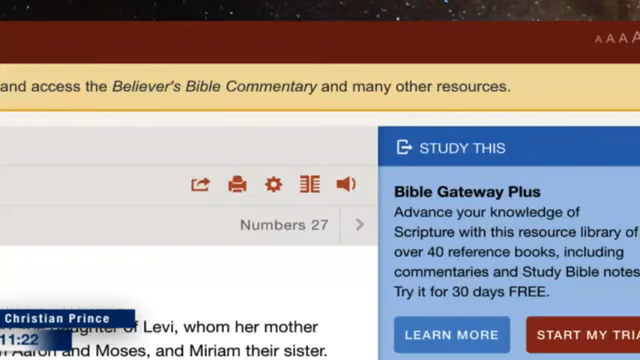 A A A A
and access the Believer's Bible Commentary and many other resources.
STUDY THIS
Numbers 27
Bible Gateway Plus
Advance your knowledge of
Scripture with this resource library of
over 40 reference books, including
commentaries and Study Bible notes
Try it for 30 days FREE.
LEARN MORE
START MY TRIA
Christian Prince
11:22
daughter of Levi, whom her mother
Aaron and Moses, and Miriam their sister.